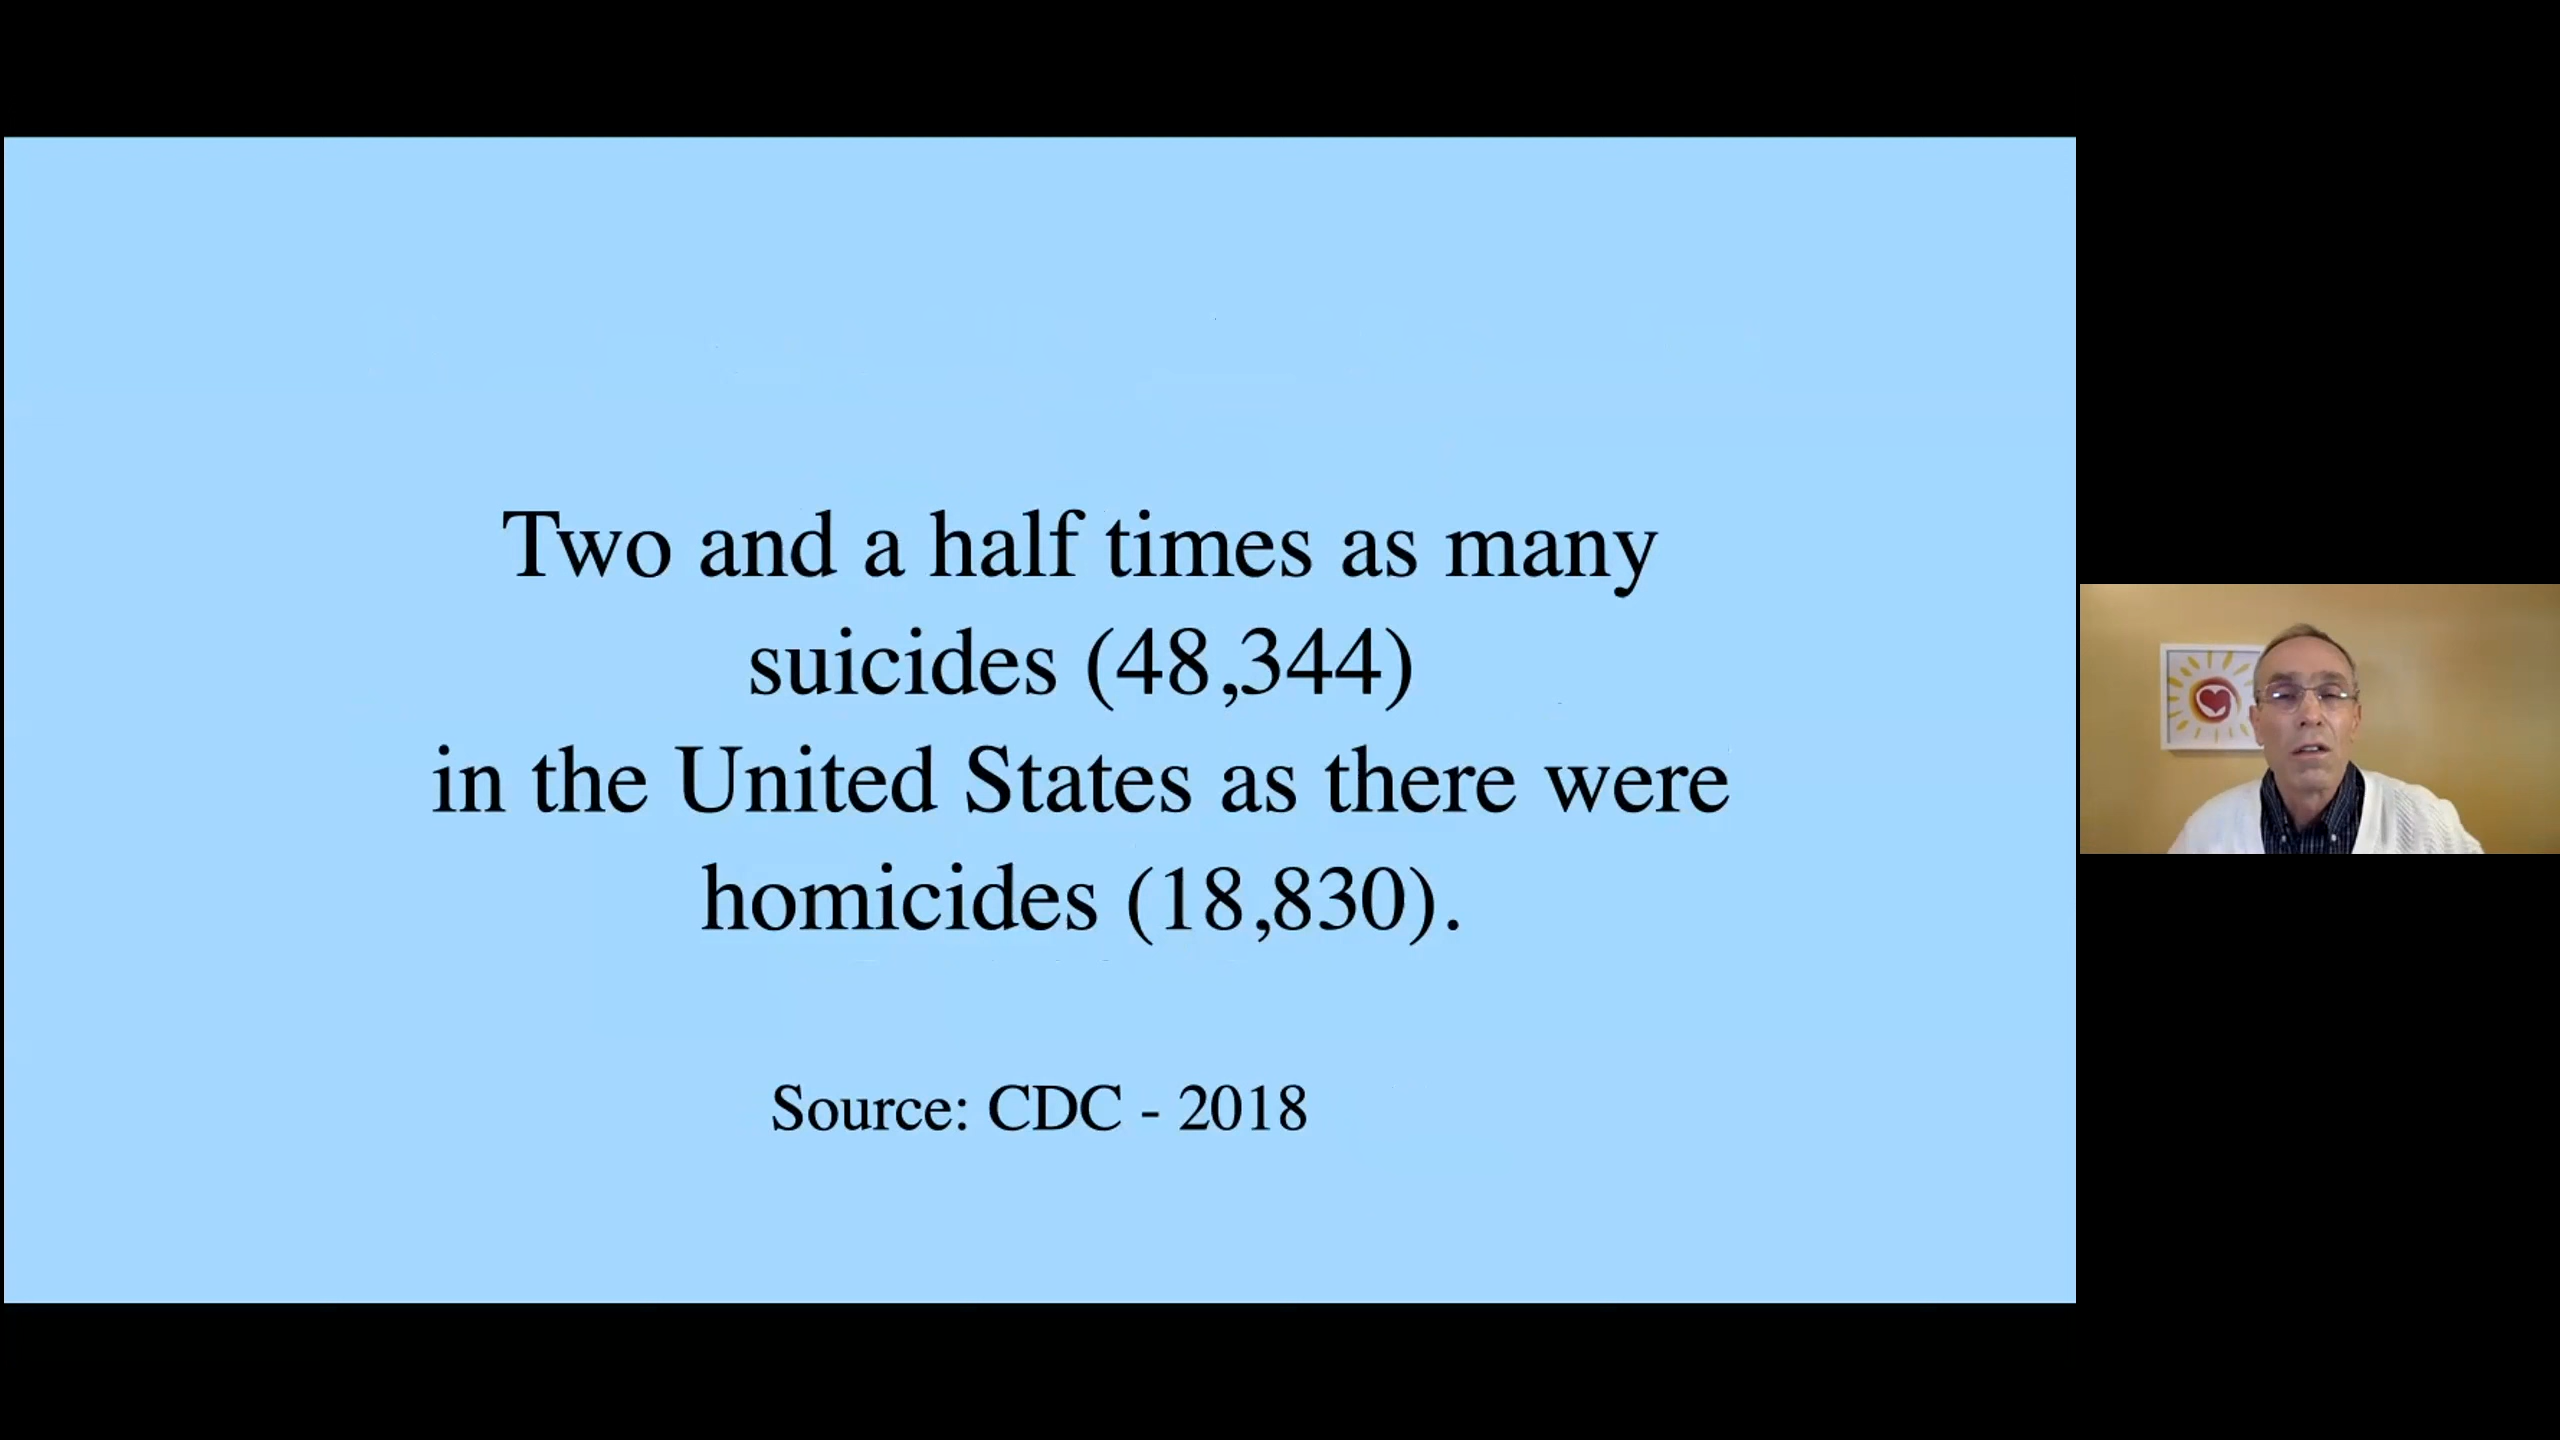 Two and a half times as many
suicides (48,344)
in the United States as there were
homicides (18,830).
Source: CDC - 2018